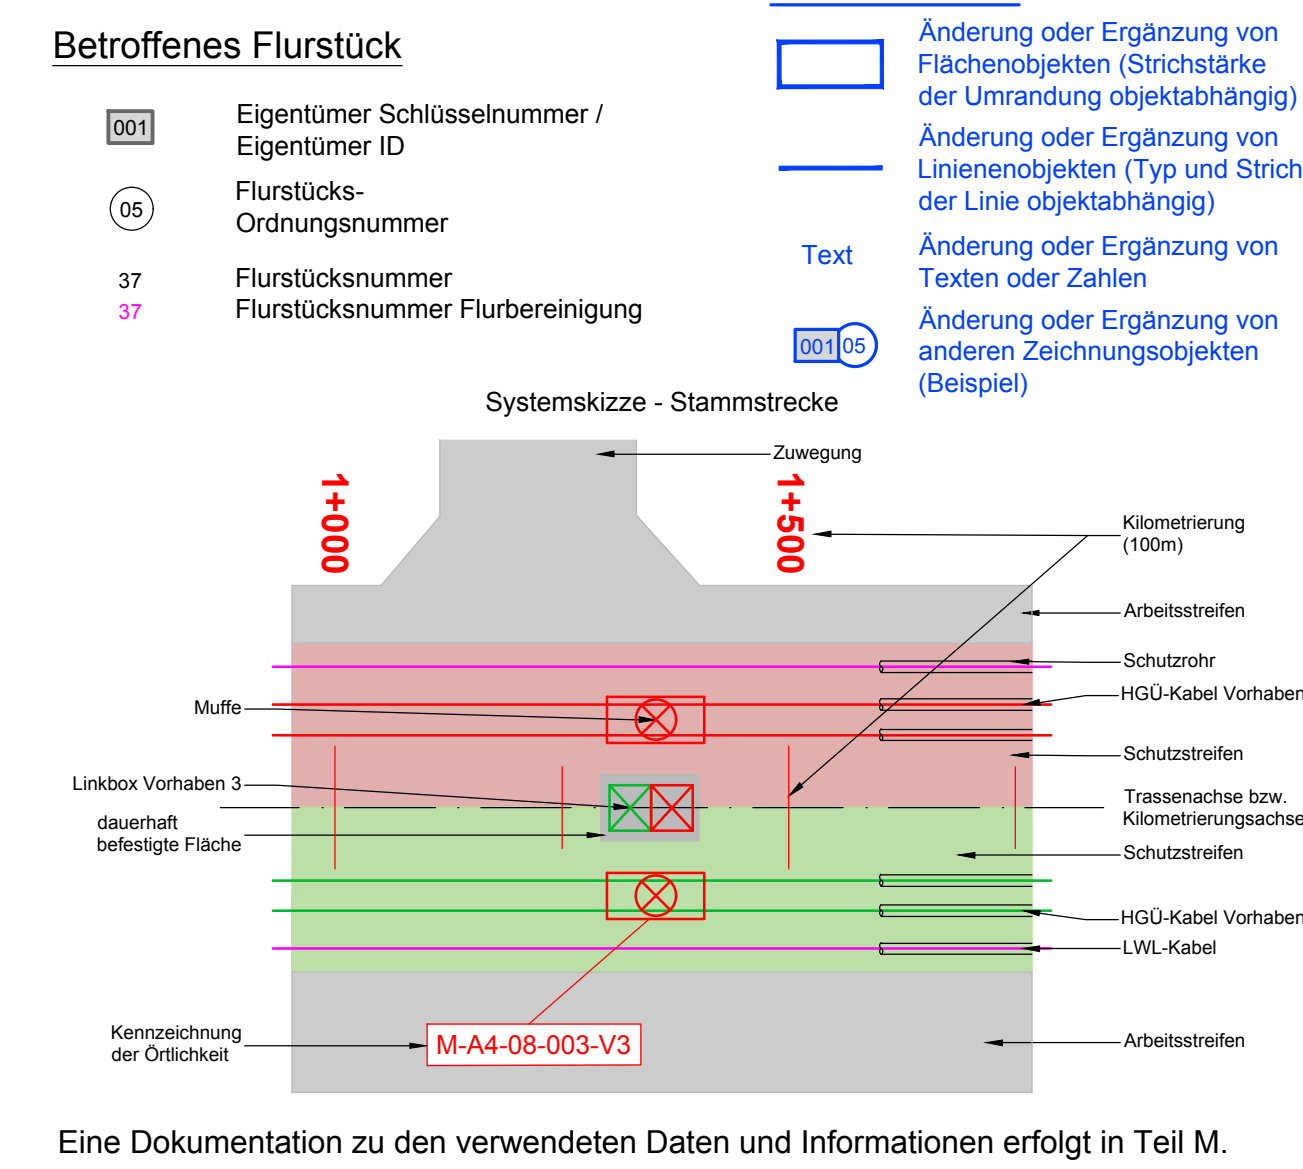 Betroffenes Flurstück
001
Eigentümer Schlüsselnummer /
Eigentümer ID
05
Flurstücks-
Ordnungsnummer
37
Flurstücksnummer
37
Flurstücksnummer Flurbereinigung
Änderung oder Ergänzung von
Flächenobjekten (Strichstärke
der Umrandung objektabhängig)
Änderung oder Ergänzung von
Linienenobjekten (Typ und Strich
der Linie objektabhängig)
Text
Änderung oder Ergänzung von
Texten oder Zahlen
001 05
Änderung oder Ergänzung von
anderen Zeichnungsobjekten
(Beispiel)
Systemskizze - Stammstrecke
Zuwegung
1+000
1+500
Kilometrierung
(100m)
Arbeitsstreifen
Schutzrohr
HGÜ-Kabel Vorhaben
Muffe
Schutzstreifen
Linkbox Vorhaben 3
Trassenachse bzw.
Kilometrierungsachse
dauerhaft
befestigte Fläche
Schutzstreifen
HGÜ-Kabel Vorhaben
LWL-Kabel
Kennzeichnung
der Örtlichkeit
M-A4-08-003-V3
Arbeitsstreifen
Eine Dokumentation zu den verwendeten Daten und Informationen erfolgt in Teil M.